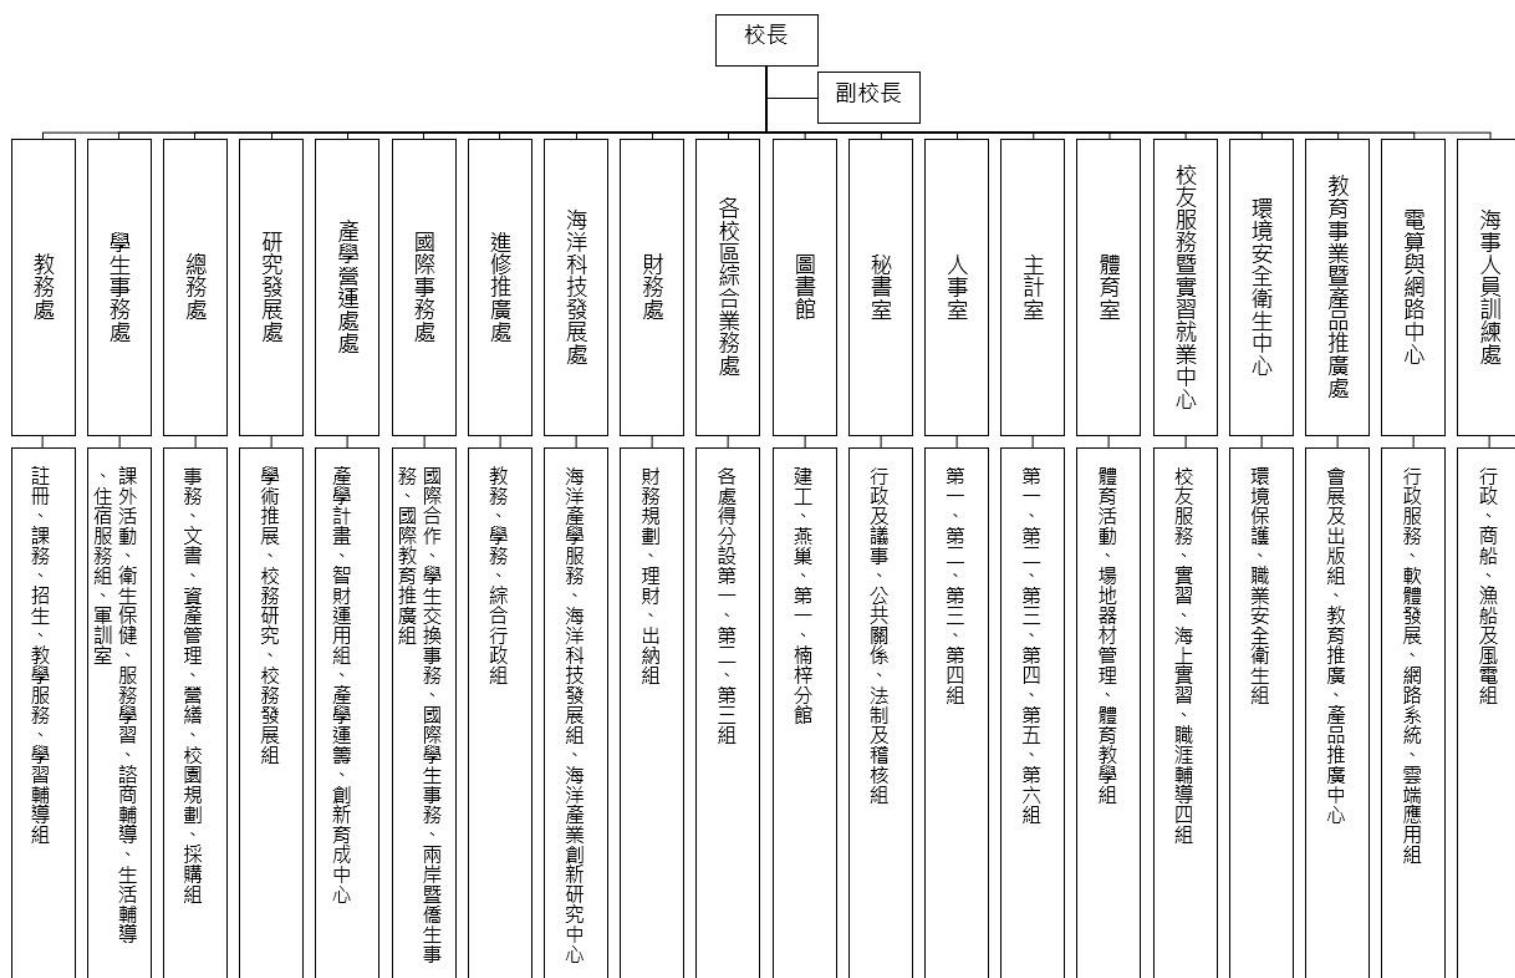 校長
副校長
教務處
學生事務處
總務處
研究發展處
產學營運處處
國際事務處
進修推廣處
海洋科技發展處
財務處
各校區綜合業務處
圖書館
秘書室
人事室
主計室
體育室
校友服務暨實習就業中心
環境安全衛生中心
教育事業暨產品推廣處
電算與網路中心
海事人員訓練處
註冊、課務、招生、教學服務、學習輔導組
課外活動、衛生保健、服務學習、諮商輔導、生活輔導
、住宿服務組、軍訓室
事務、文書、資產管理、營繕、校園規劃、採購組
學術推展、校務研究、校務發展組
產學計畫、智財運用組、產學運籌、創新育成中心
國際合作、學生交換事務、國際學生事務、兩岸暨僑生事
務、國際教育推廣組
教務、學務、綜合行政組
海洋產學服務、海洋科技發展組、海洋產業創新研究中心
財務規劃、理財、出納組
各處得分設第一、第二、第三組
建工、燕巢、第一、楠梓分館
行政及議事、公共關係、法制及稽核組
第一、第二、第三、第四組
第一、第二、第三、第四、第五、第六組
體育活動、場地器材管理、體育教學組
校友服務、實習、海上實習、職涯輔導四組
環境保護、職業安全衛生組
會展及出版組、教育推廣、產品推廣中心
行政服務、軟體發展、網路系統、雲端應用組
行政、商船、漁船及風電組